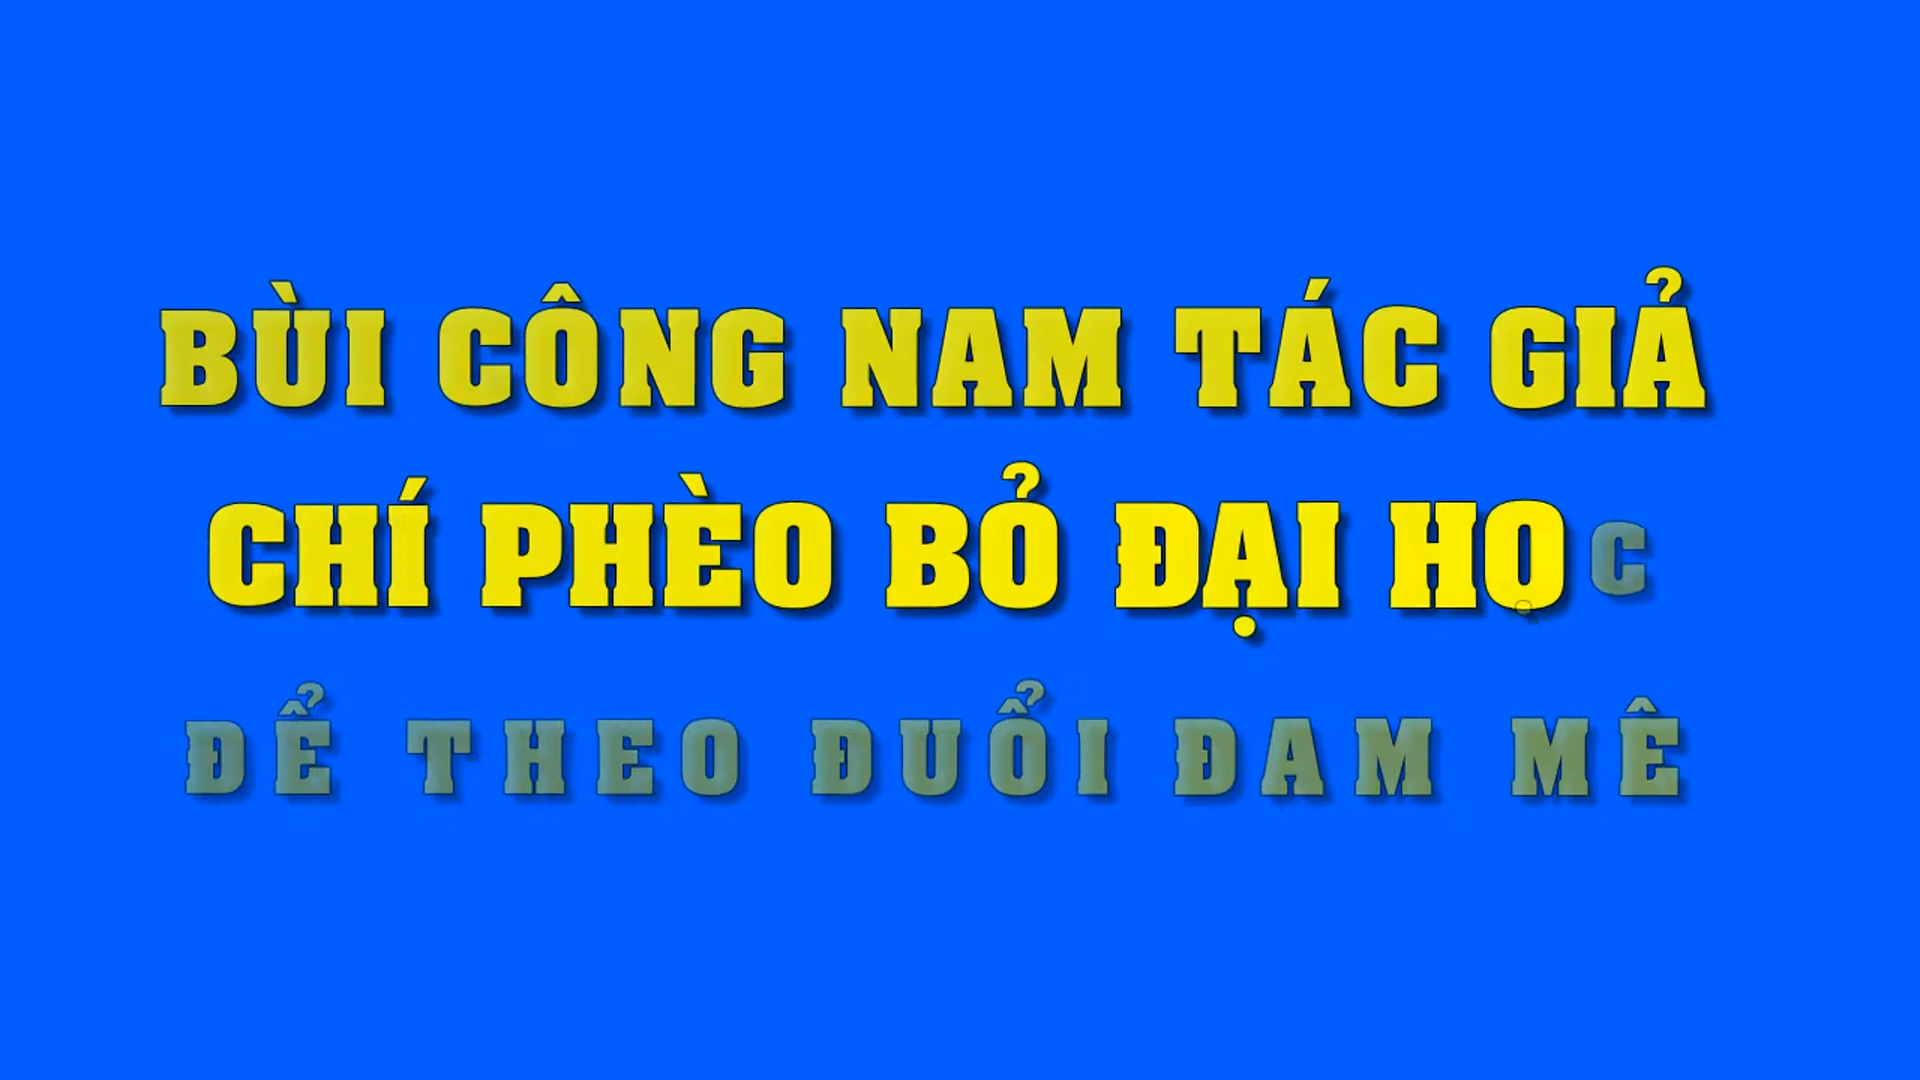 BÙI CÔNG NAM TÁC GIẢ
CHÍ PHÈO BỎ ĐẠI HỌC
ĐỂ THEO ĐUỔI ĐAM MÊ